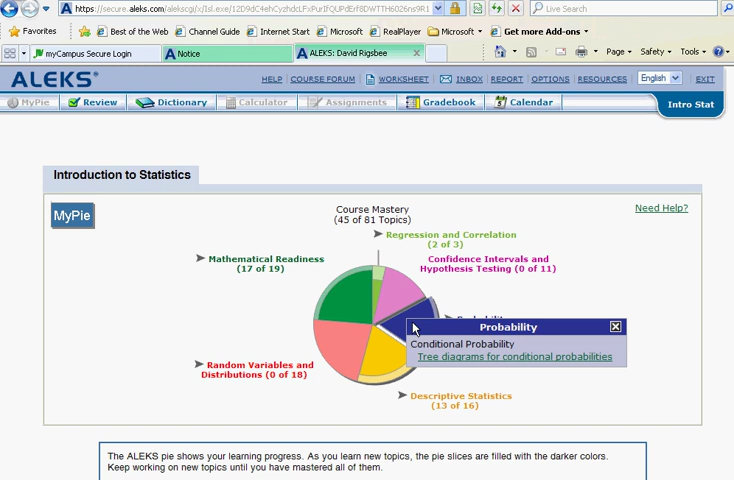 https://secure.aleks.com/alekscgi/x/Isl.exe/
Live Search
Favorites
Best of the Web
Channel Guide
Internet Start
Microsoft
RealPlayer
Microsoft
Get more Add-ons
myCampus Secure Login
Notice
ALEKS: David Rigsbee
Page
Safety
Tools
ALEKS®
HELP
COURSE FORUM
WORKSHEET
INBOX
REPORT
OPTIONS
RESOURCES
English
EXIT
MyPie
Review
Dictionary
Calculator
Assignments
Gradebook
Calendar
Intro Stat
Introduction to Statistics
MyPie
Need Help?
Course Mastery
(45 of 81 Topics)
Regression and Correlation
(2 of 3)
Mathematical Readiness
(17 of 19)
Confidence Intervals and
Hypothesis Testing (0 of 11)
Probability
Conditional Probability
Tree diagrams for conditional probabilities
Random Variables and
Distributions (0 of 18)
Descriptive Statistics
(13 of 16)
The ALEKS pie shows your learning progress. As you learn new topics, the pie slices are filled with the darker colors.
Keep working on new topics until you have mastered all of them.